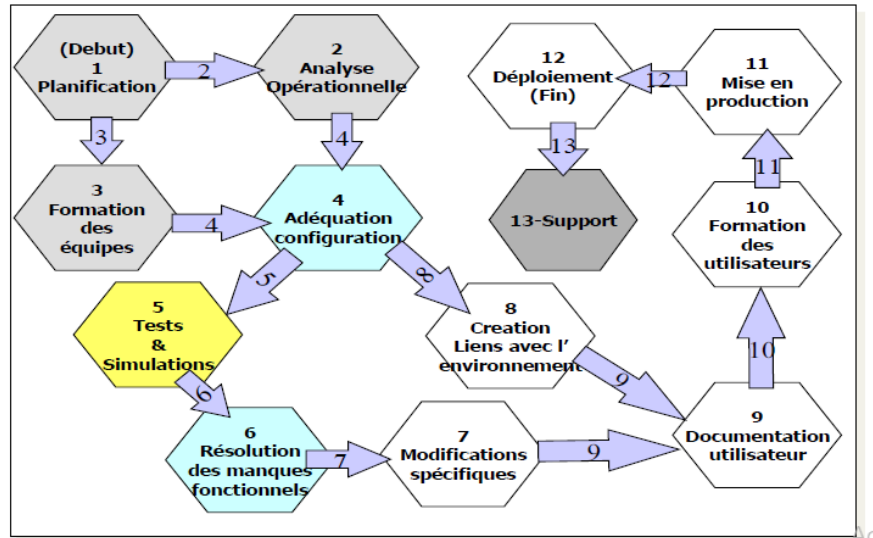 (Debut)
1
Planification
2
2
Analyse
Opérationnelle
3
4
3
Formation
des
équipes
4
4
Adéquation
configuration
5
8
5
Tests
&
Simulations
6
6
Résolution
des manques
fonctionnels
7
7
Modifications
spécifiques
9
8
Creation
Liens avec l'
environnement
9
9
Documentation
utilisateur
10
10
Formation
des
utilisateurs
11
11
Mise en
production
12
12
Déploiement
(Fin)
13
13-Support